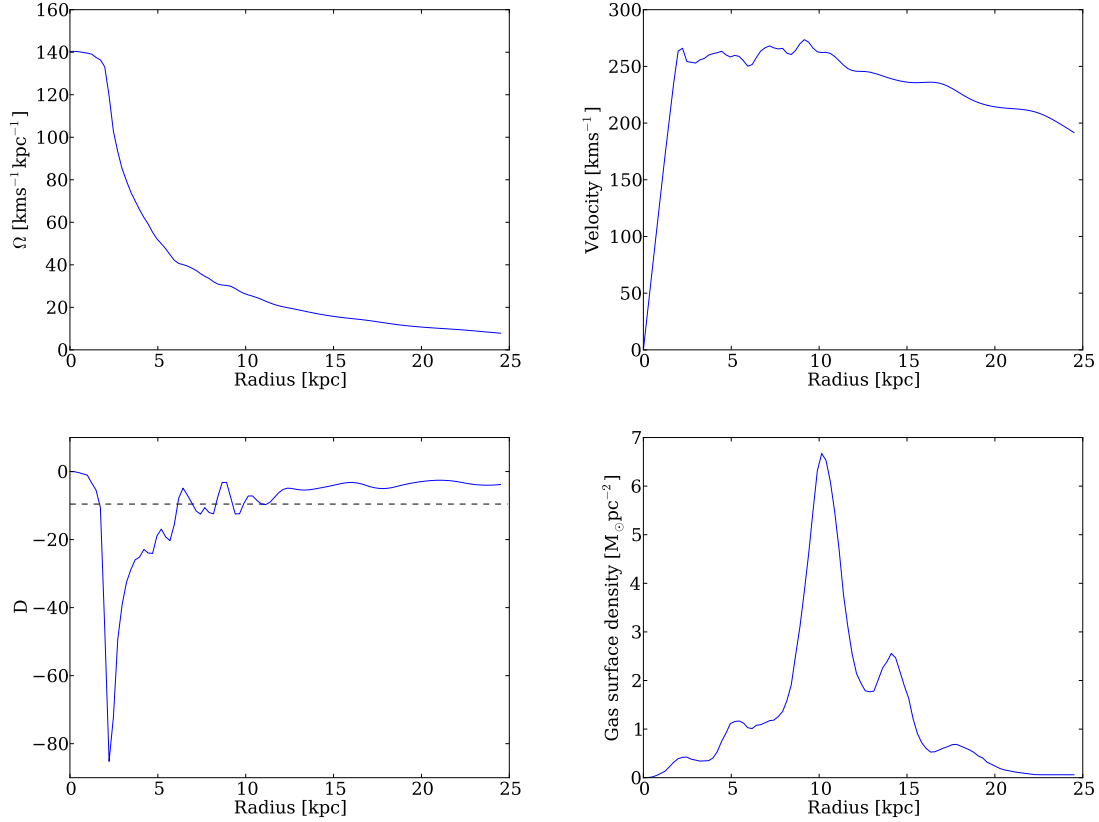 160
140
120
100
80
60
40
20
0
Ω [kms⁻¹kpc⁻¹]
0 5 10 15 20 25
Radius [kpc]
300
250
200
150
100
50
0
Velocity [kms⁻¹]
0 5 10 15 20 25
Radius [kpc]
0
−20
−40
−60
−80
D
0 5 10 15 20 25
Radius [kpc]
7
6
5
4
3
2
1
0
Gas surface density [M☉pc⁻²]
0 5 10 15 20 25
Radius [kpc]